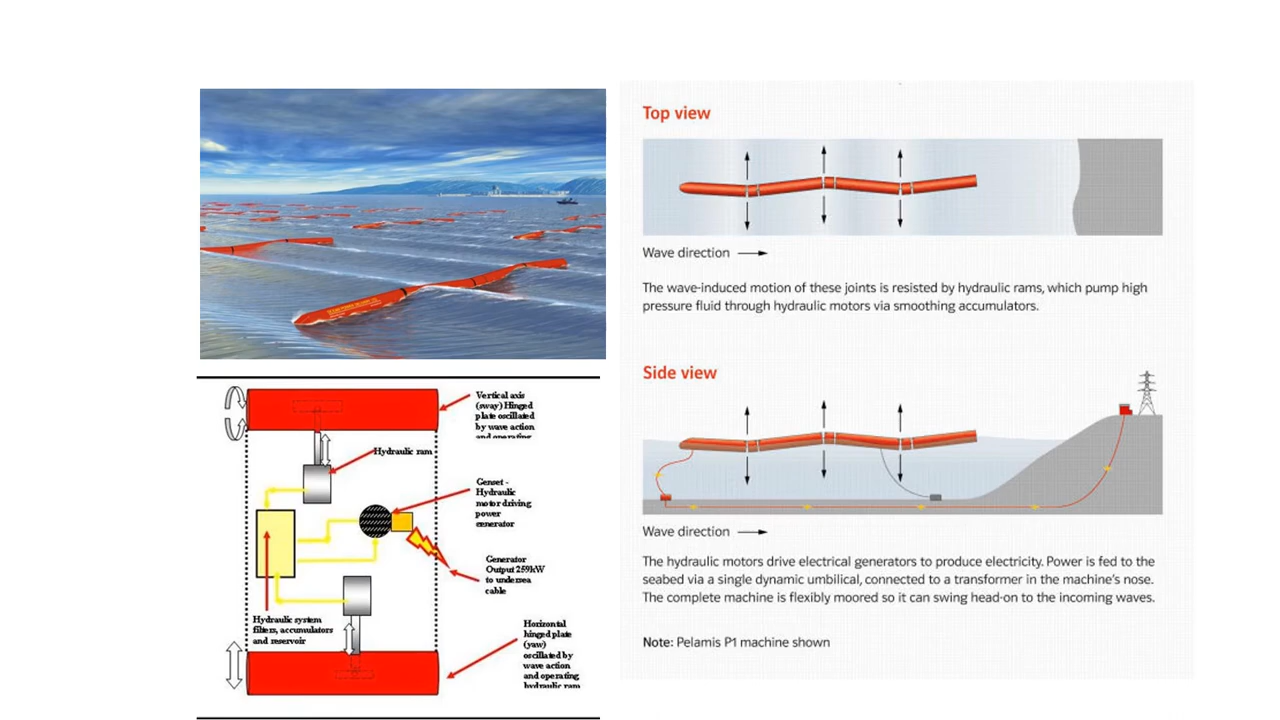 Top view
Wave direction
The wave-induced motion of these joints is resisted by hydraulic rams, which pump high
pressure fluid through hydraulic motors via smoothing accumulators.
Side view
Wave direction
The hydraulic motors drive electrical generators to produce electricity. Power is fed to the
seabed via a single dynamic umbilical, connected to a transformer in the machine's nose.
The complete machine is flexibly moored so it can swing head-on to the incoming waves.
Note: Pelamis P1 machine shown
Vertical axis
(sway) Hinged
plate oscillated
by wave action
and operating
Hydraulic ram
Genset -
Hydraulic
motor driving
power
generator
Generator
Output 259kW
to undersea
cable
Hydraulic system
filters, accumulators
and reservoir
Horizontal
hinged plate
(yaw)
oscillated by
wave action
and operating
hydraulic ram